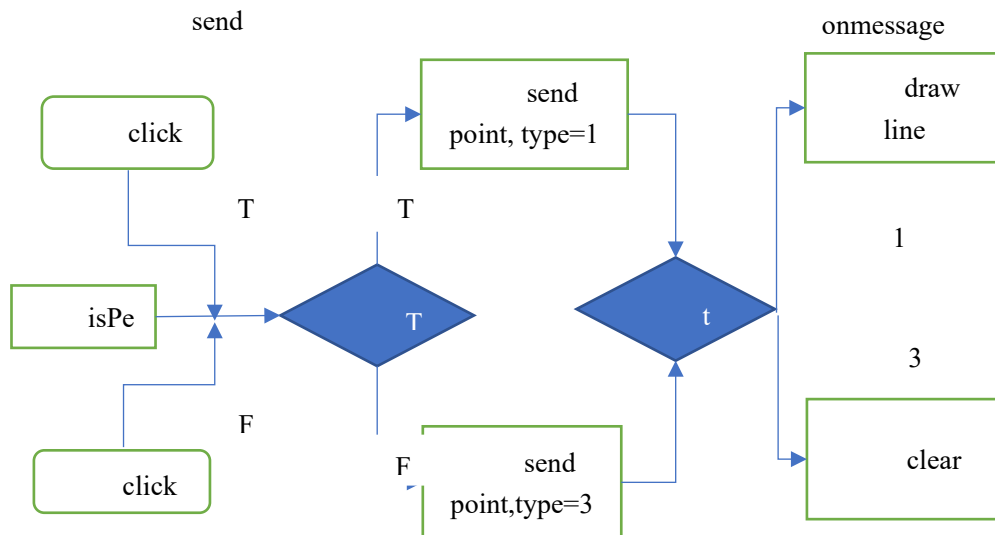 send
onmessage
send
point, type=1
draw
line
click
T
T
1
isPe
T
t
3
F
F
click
send
point,type=3
clear